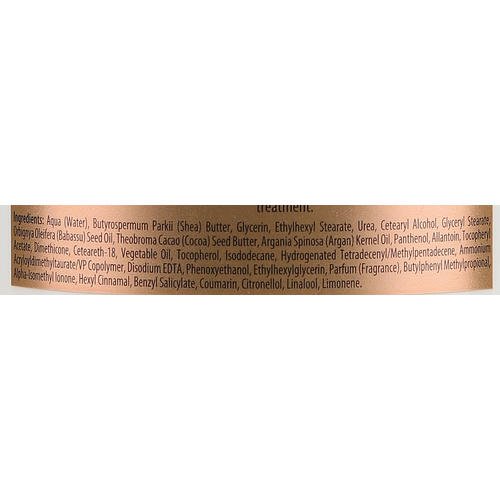 treatment.
Ingredients: Aqua (Water), Butyrospermum Parkii (Shea) Butter, Glycerin, Ethylhexyl Stearate, Urea, Cetearyl Alcohol, Glyceryl Stearate,
Orbignya Oleifera (Babassu) Seed Oil, Theobroma Cacao (Cocoa) Seed Butter, Argania Spinosa (Argan) Kernel Oil, Panthenol, Allantoin, Tocopheryl
Acetate, Dimethicone, Ceteareth-18, Vegetable Oil, Tocopherol, Isododecane, Hydrogenated Tetradecenyl/Methylpentadecene, Ammonium
Acryloyldimethyltaurate/VP Copolymer, Disodium EDTA, Phenoxyethanol, Ethylhexylglycerin, Parfum (Fragrance), Butylphenyl Methylpropional,
Alpha-Isomethyl Ionone, Hexyl Cinnamal, Benzyl Salicylate, Coumarin, Citronellol, Linalool, Limonene.